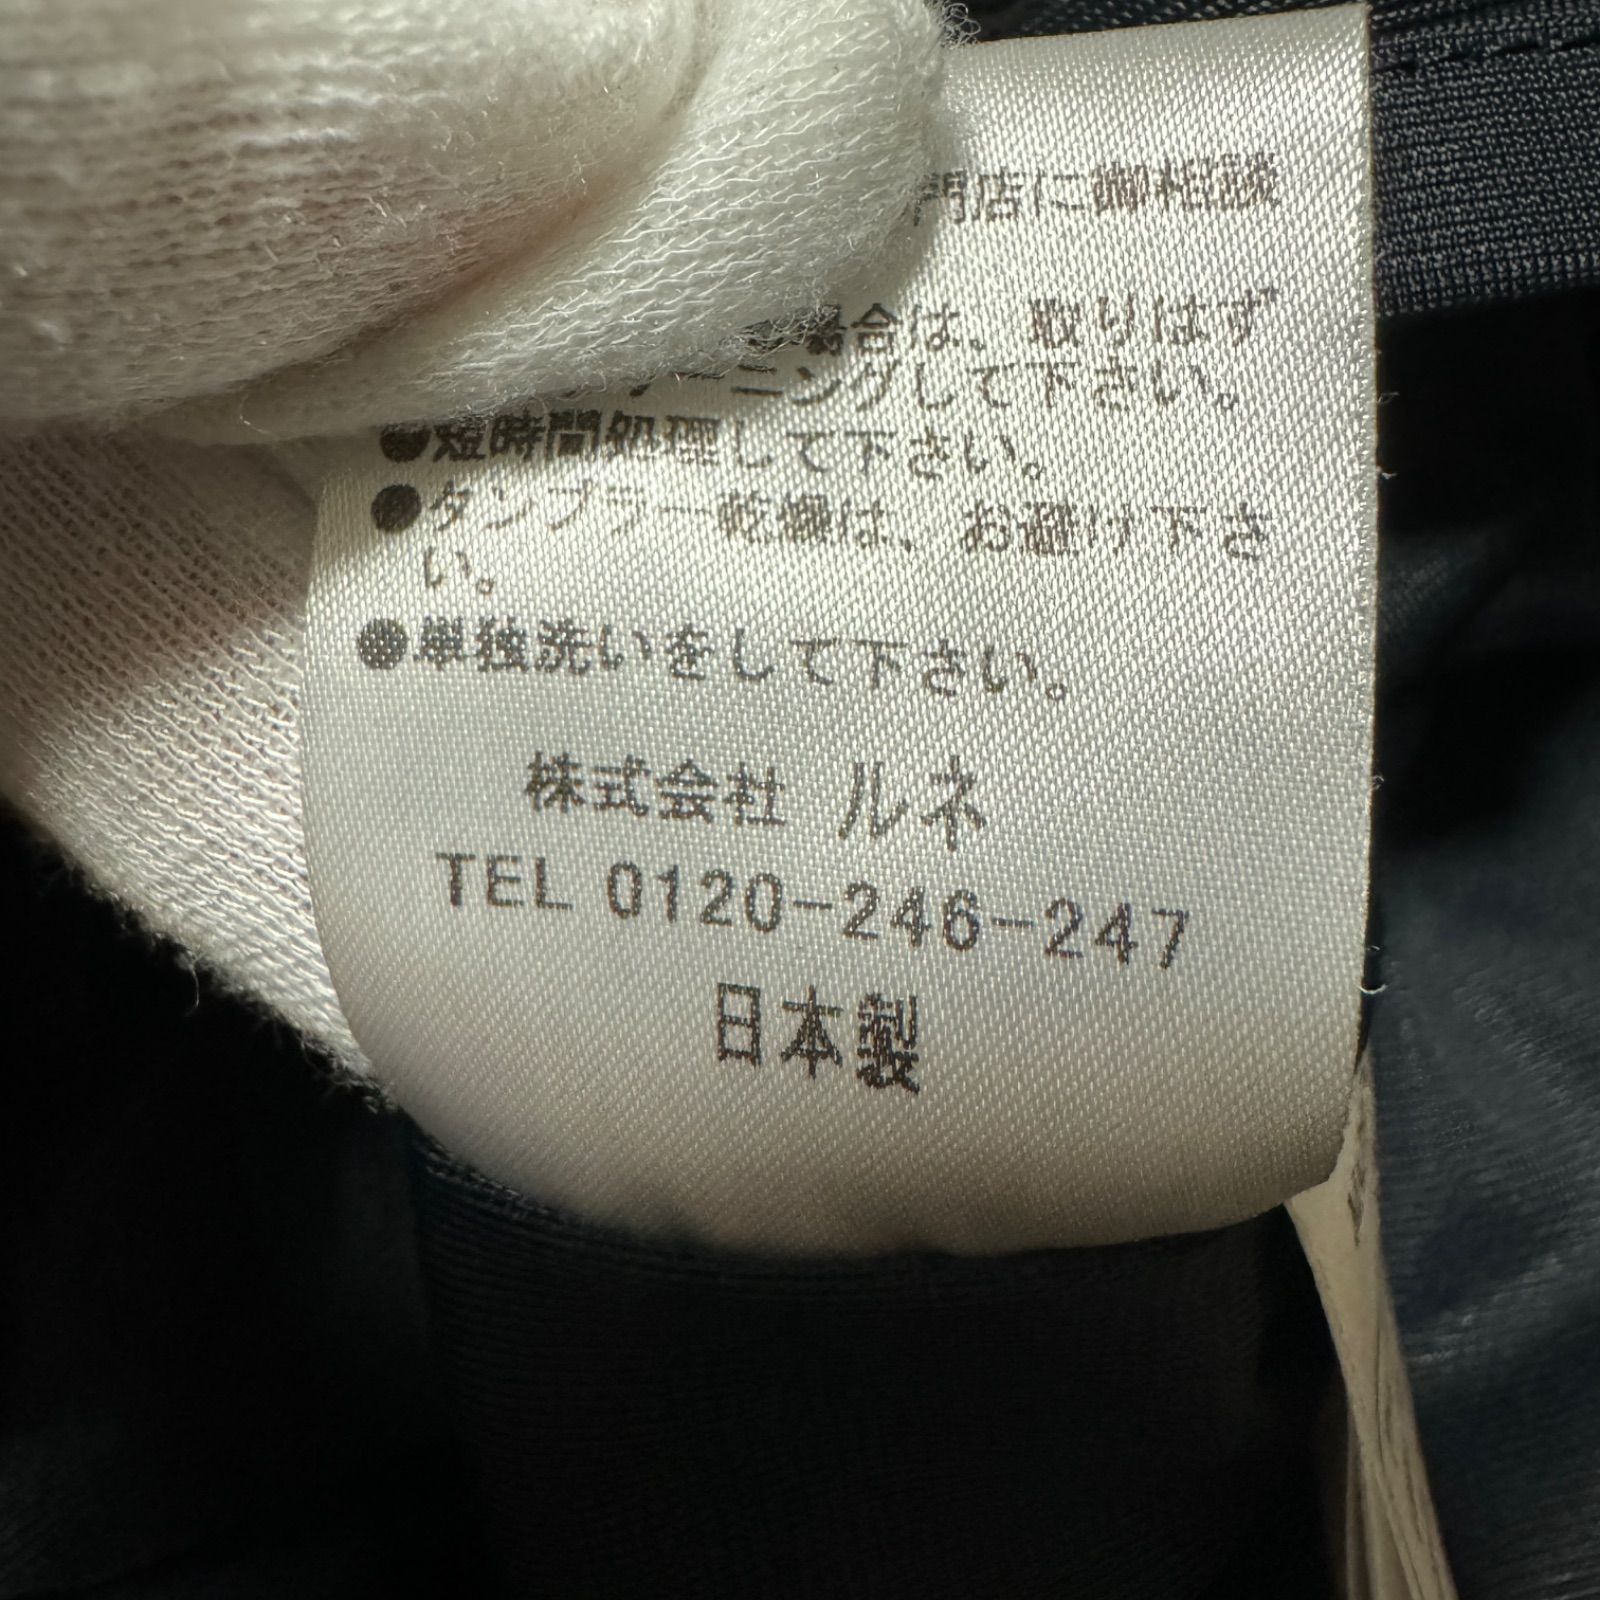 門店に御相談
場合は、取りはず
ーニングして下さい。
●短時間処理して下さい。
●タンブラー乾燥は、お避け下さ
い。
●単独洗いをして下さい。
株式会社 ルネ
TEL 0120-246-247
日本製